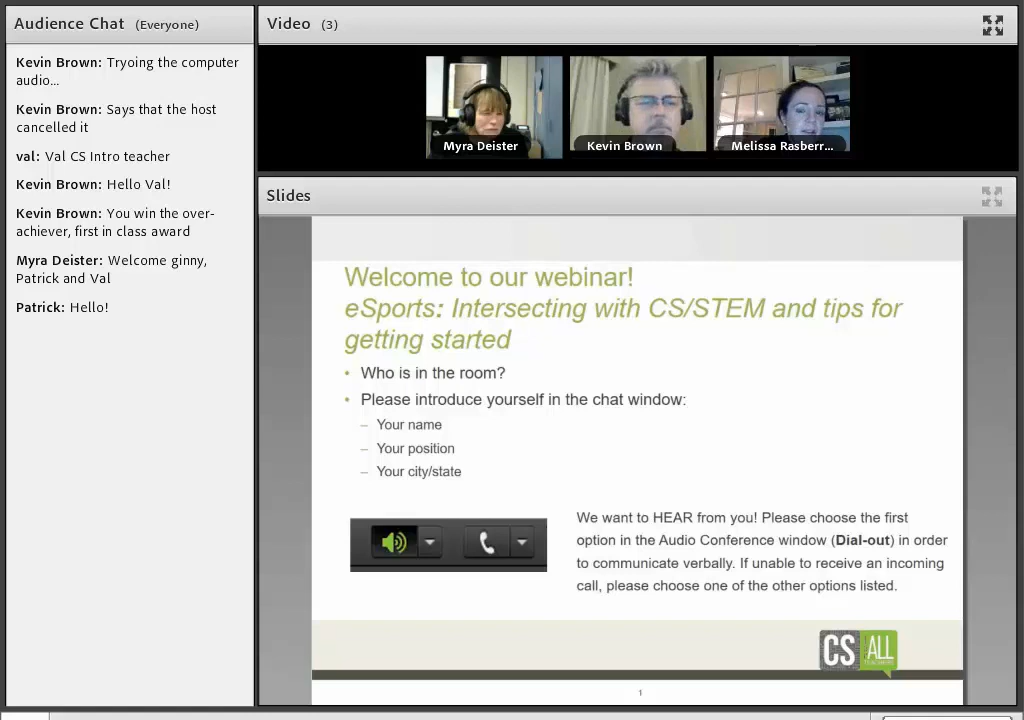 Audience Chat (Everyone)
Kevin Brown: Tryoing the computer
audio...
Kevin Brown: Says that the host
cancelled it
val: Val CS Intro teacher
Kevin Brown: Hello Val!
Kevin Brown: You win the over-
achiever, first in class award
Myra Deister: Welcome ginny,
Patrick and Val
Patrick: Hello!
Video (3)
Myra Deister
Kevin Brown
Melissa Rasberr...
Slides
Welcome to our webinar!
eSports: Intersecting with CS/STEM and tips for
getting started
• Who is in the room?
• Please introduce yourself in the chat window:
– Your name
– Your position
– Your city/state
We want to HEAR from you! Please choose the first
option in the Audio Conference window (Dial-out) in order
to communicate verbally. If unable to receive an incoming
call, please choose one of the other options listed.
CS ALL
TEACHERS
1